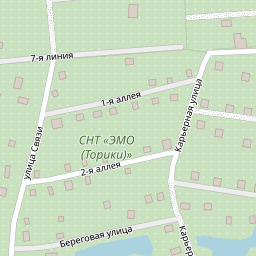 7-я линия
1-я аллея
Карьерная улица
улица Связи
СНТ «ЭМО
(Торики)»
2-я аллея
Береговая улица
Карьер